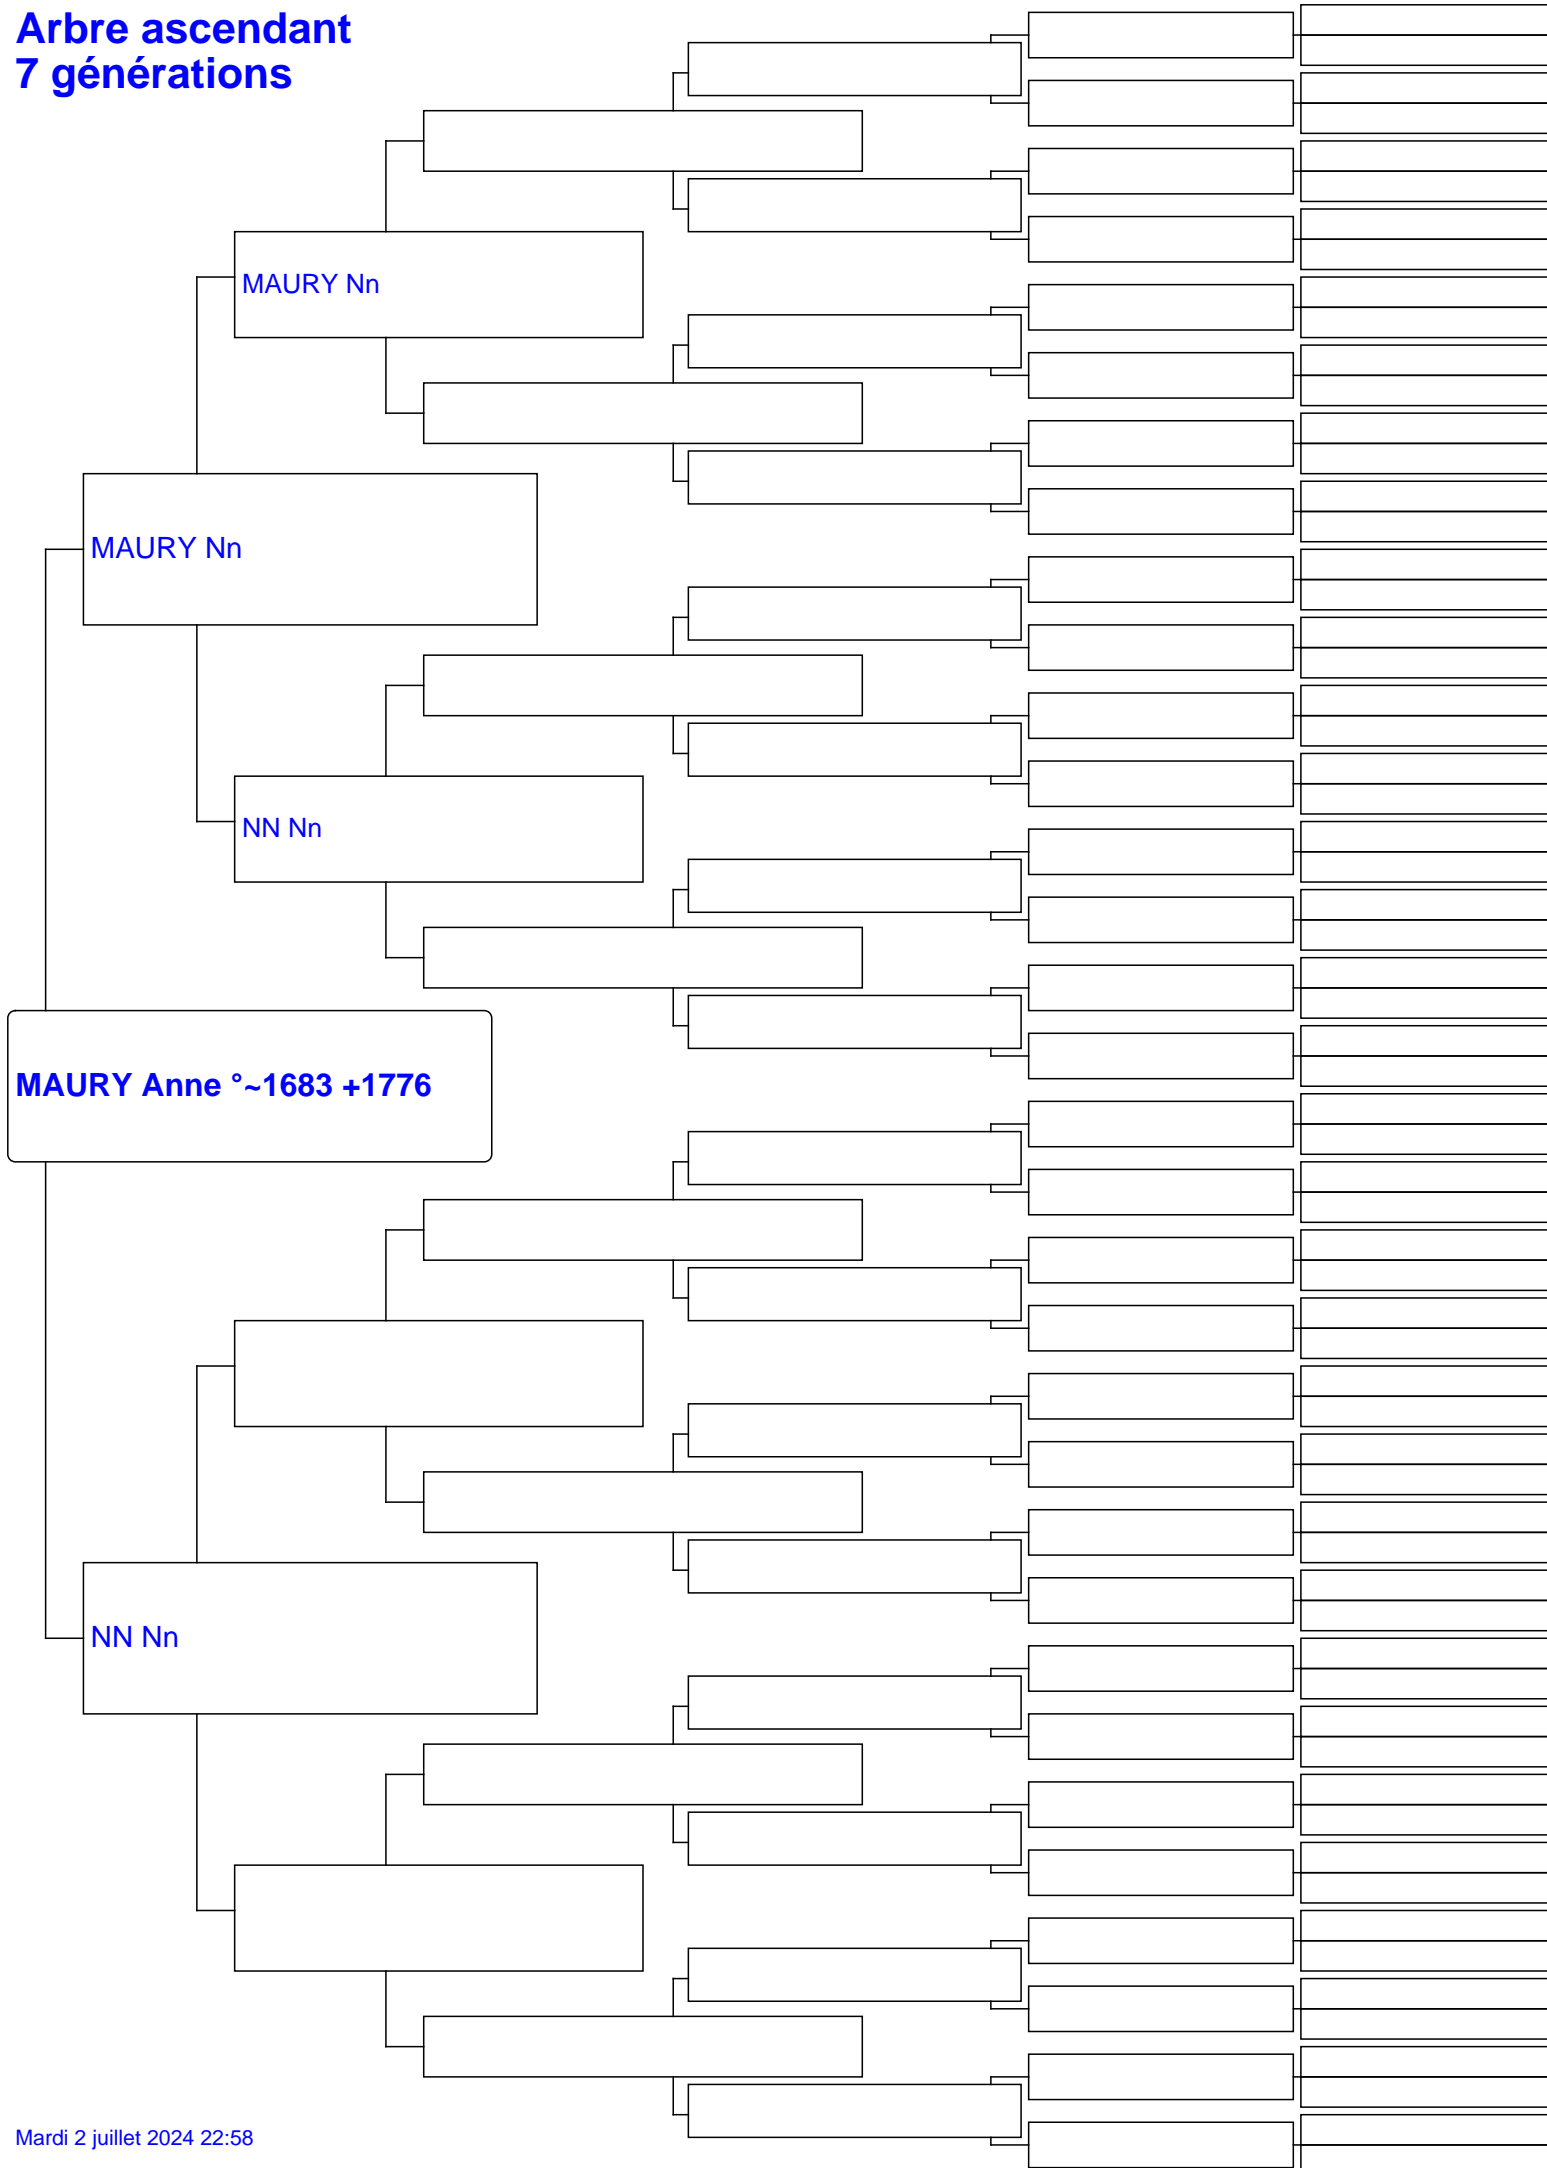 Arbre ascendant
7 générations
MAURY Nn
MAURY Nn
NN Nn
MAURY Anne °~1683 +1776
NN Nn
Mardi 2 juillet 2024 22:58